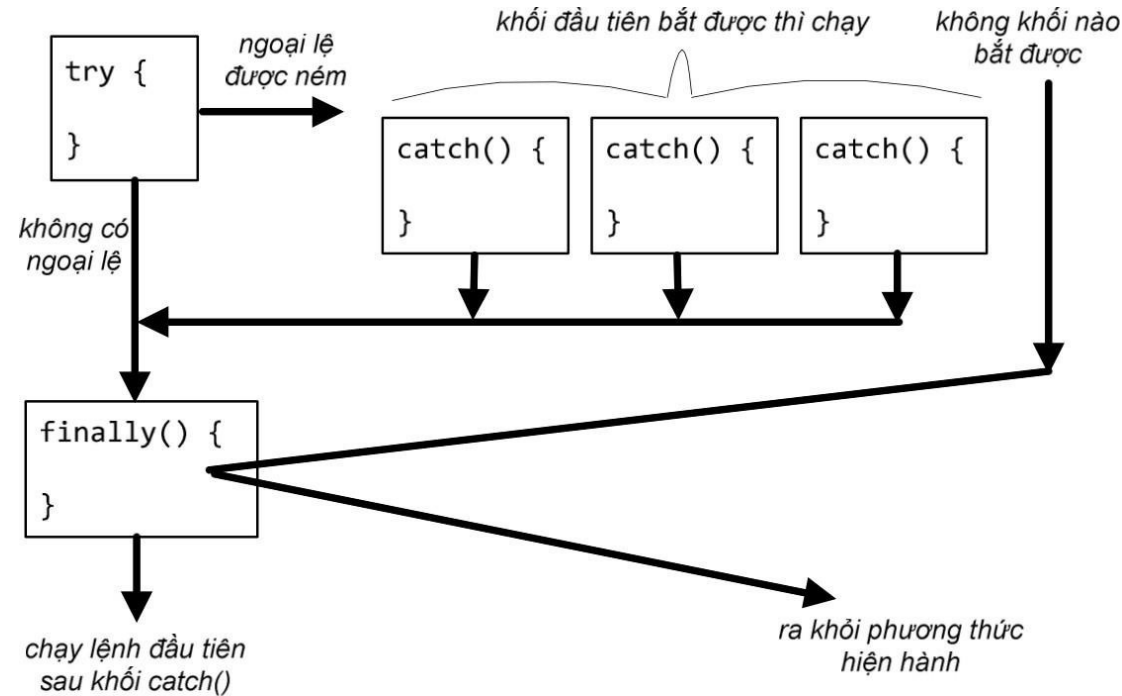 khối đầu tiên bắt được thì chạy
không khối nào
bắt được
ngoại lệ
được ném
try {
}
catch() {
}
catch() {
}
catch() {
}
không có
ngoại lệ
finally() {
}
chạy lệnh đầu tiên
sau khối catch()
ra khỏi phương thức
hiện hành